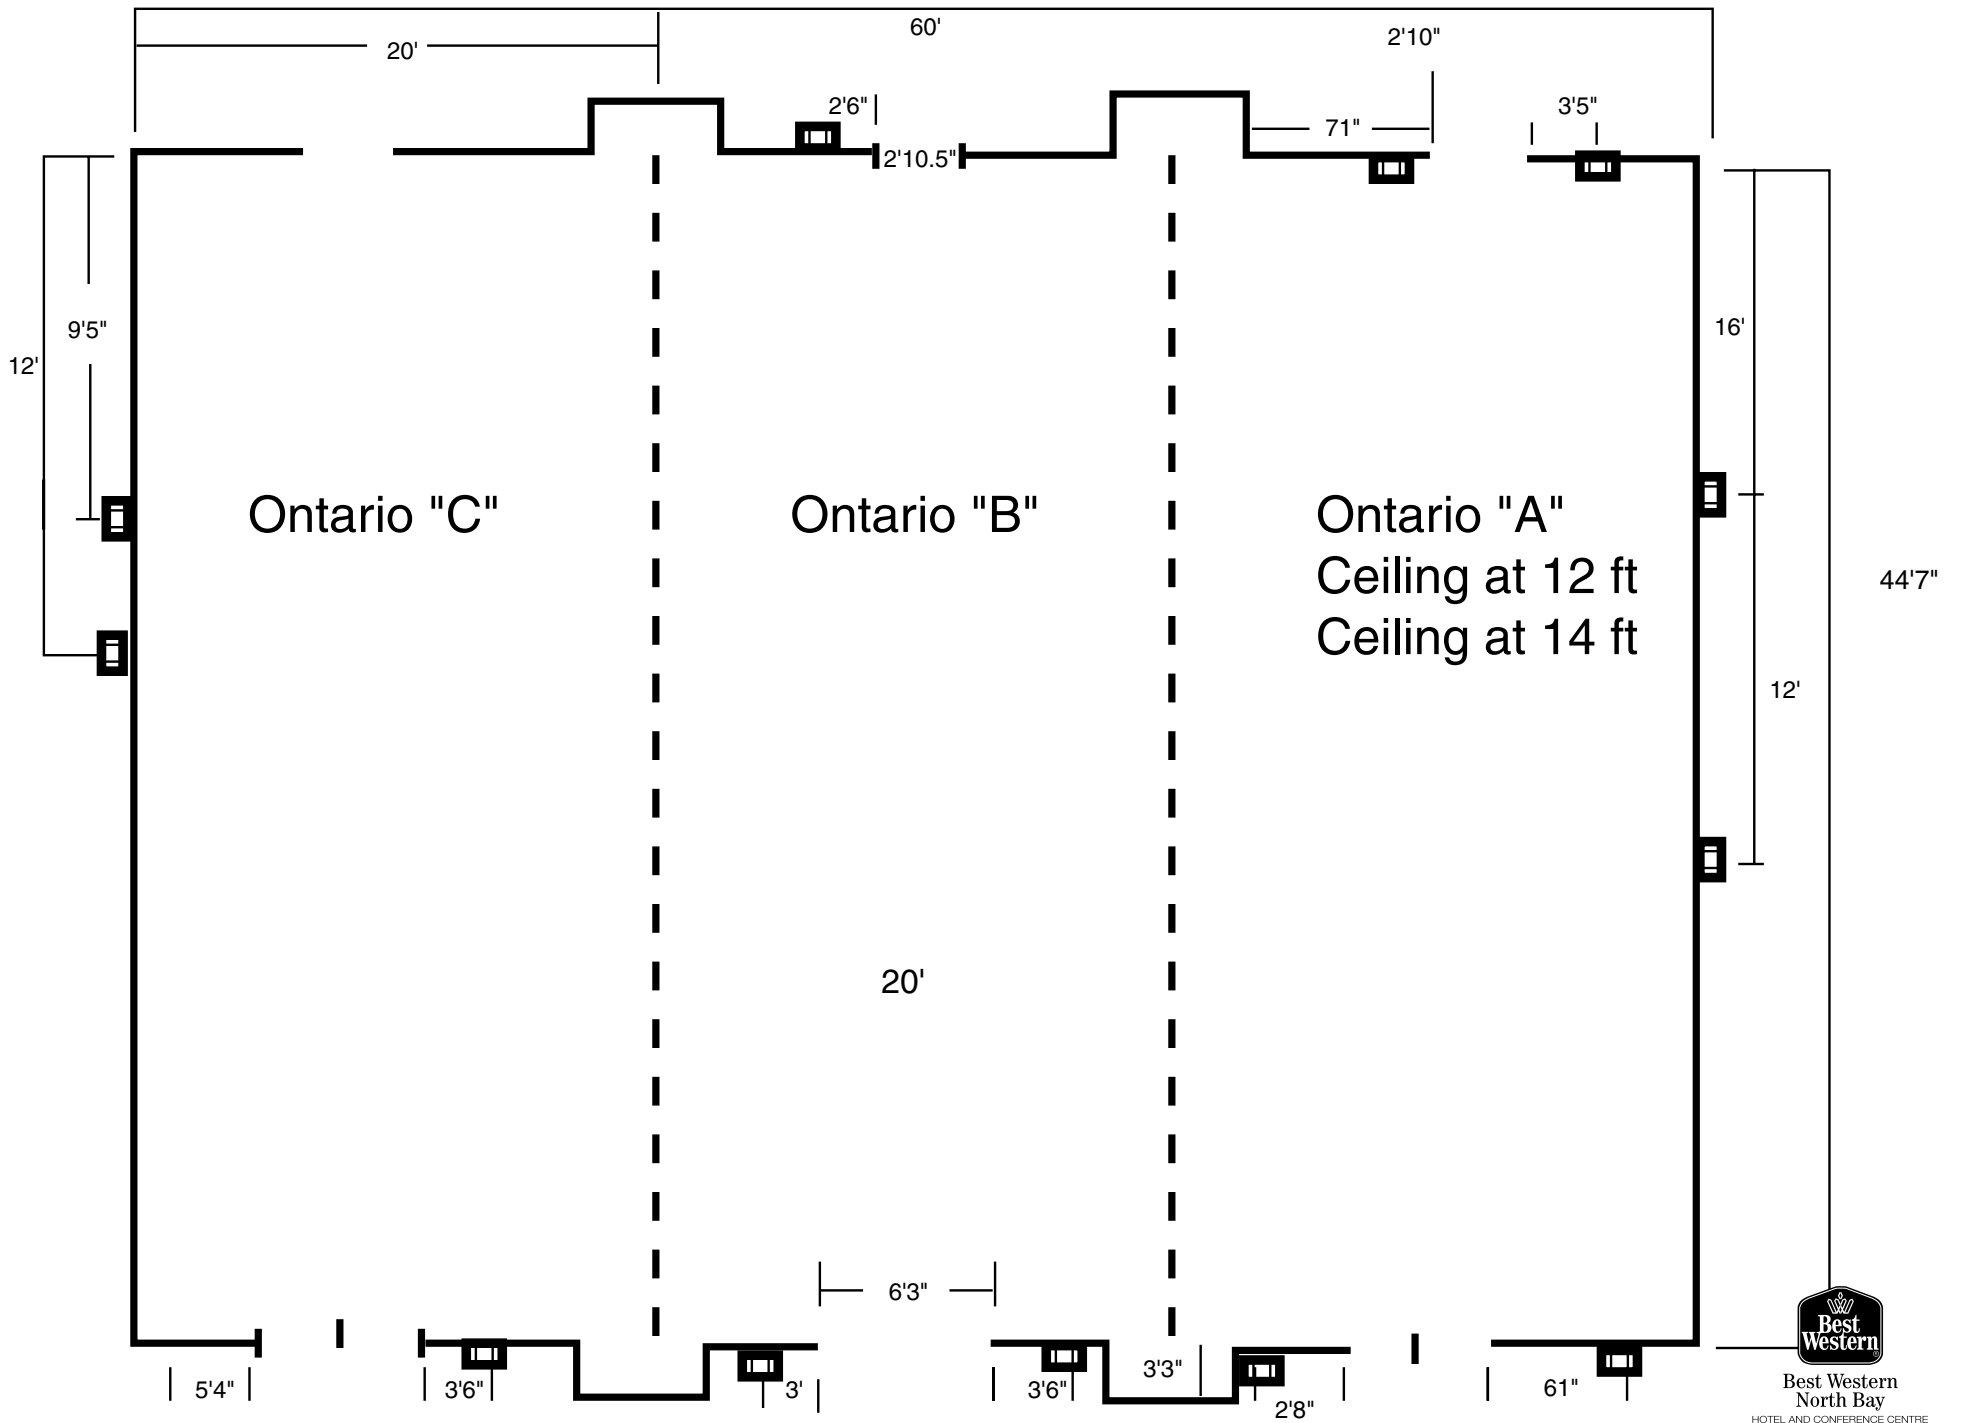 60'
20'
2'10"
2'6"
3'5"
71"
2'10.5"
9'5"
16'
12'
Ontario "C"
Ontario "B"
Ontario "A"
Ceiling at 12 ft
Ceiling at 14 ft
44'7"
12'
20'
6'3"
5'4"
3'6"
3'
3'6"
3'3"
2'8"
61"
Best
Western
®
Best Western
North Bay
HOTEL AND CONFERENCE CENTRE